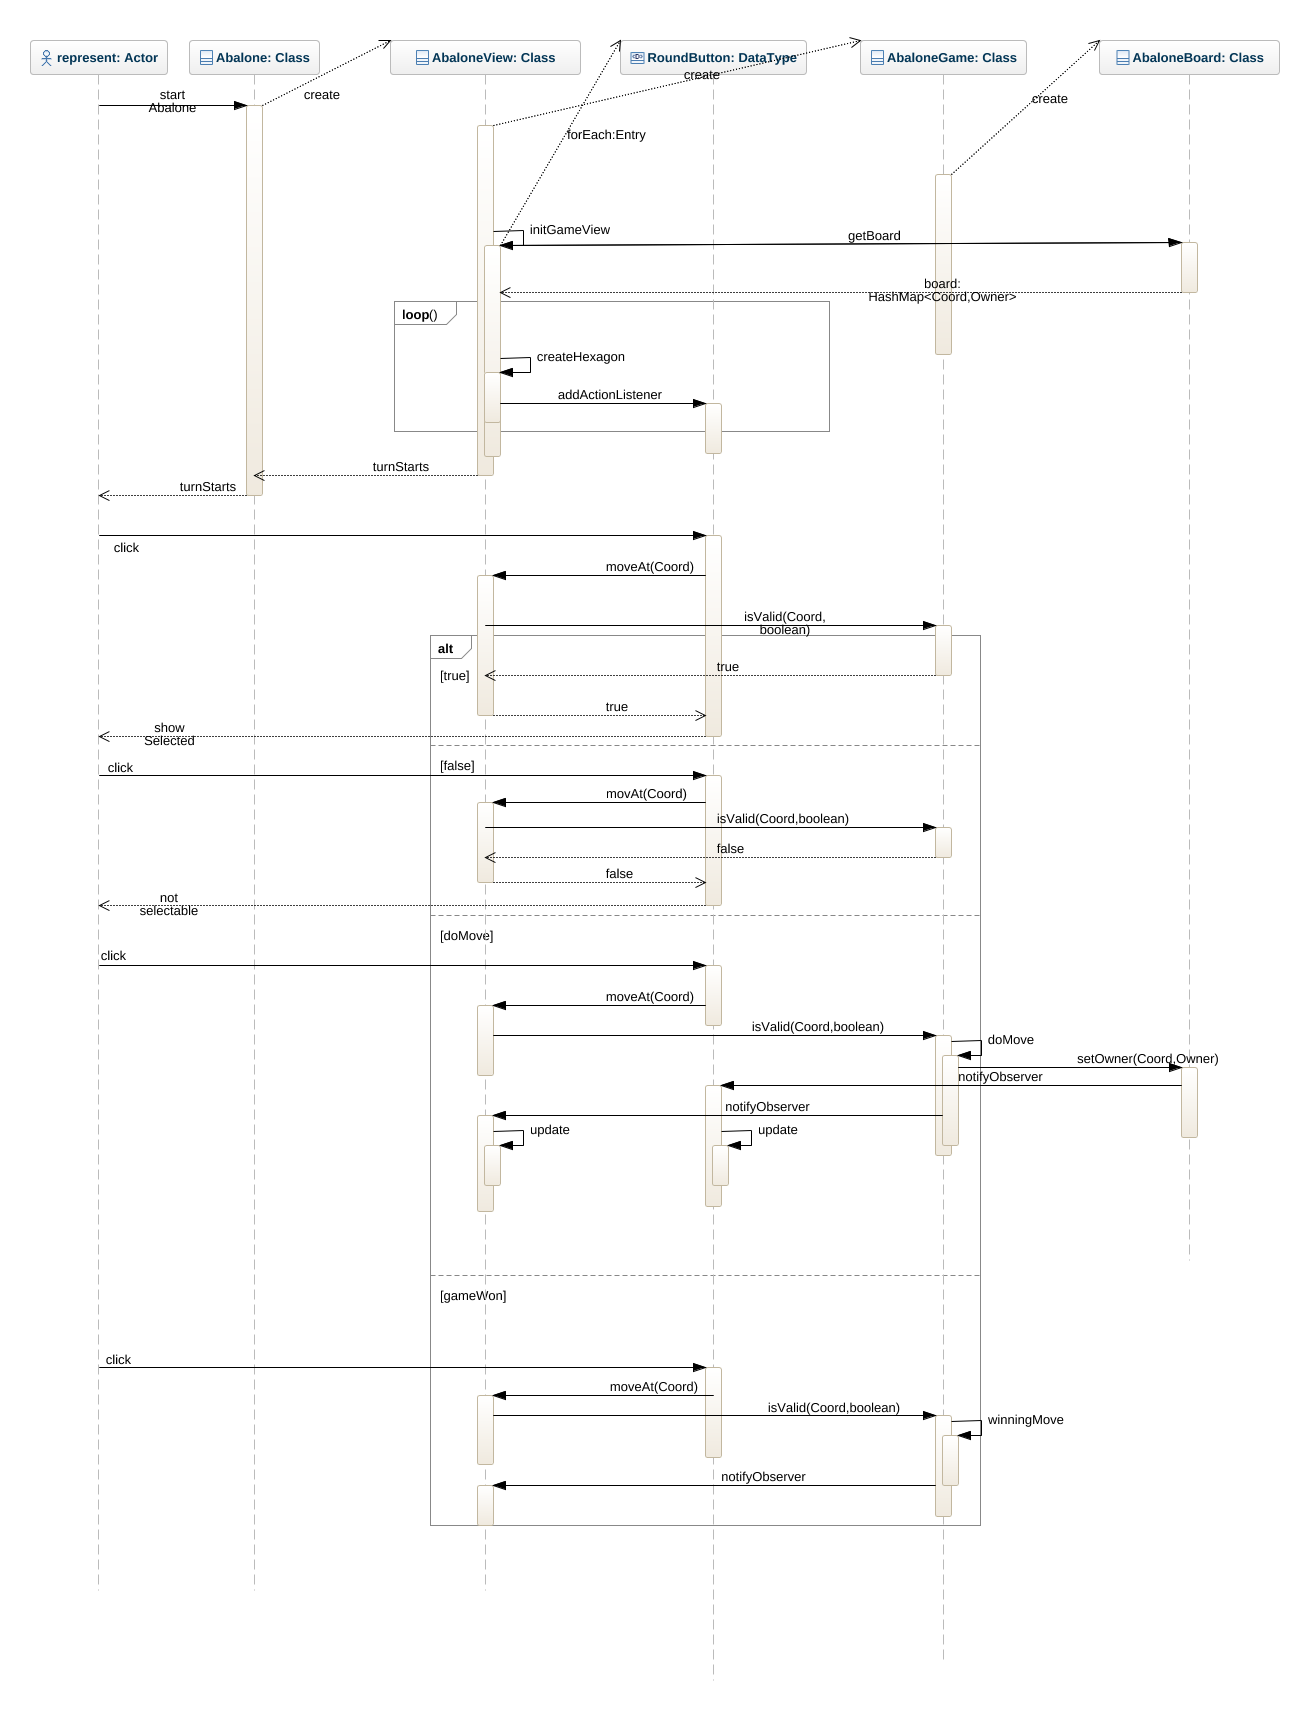 represent: Actor
Abalone: Class
AbaloneView: Class
RoundButton: DataType
AbaloneGame: Class
AbaloneBoard: Class
create
start
Abalone
create
create
forEach:Entry
initGameView
getBoard
board:
HashMap<Coord,Owner>
loop()
createHexagon
addActionListener
turnStarts
turnStarts
click
moveAt(Coord)
isValid(Coord,
boolean)
alt
[true]
true
true
show
Selected
[false]
click
movAt(Coord)
isValid(Coord,boolean)
false
false
not
selectable
[doMove]
click
moveAt(Coord)
isValid(Coord,boolean)
doMove
setOwner(Coord,Owner)
notifyObserver
notifyObserver
update
update
[gameWon]
click
moveAt(Coord)
isValid(Coord,boolean)
winningMove
notifyObserver